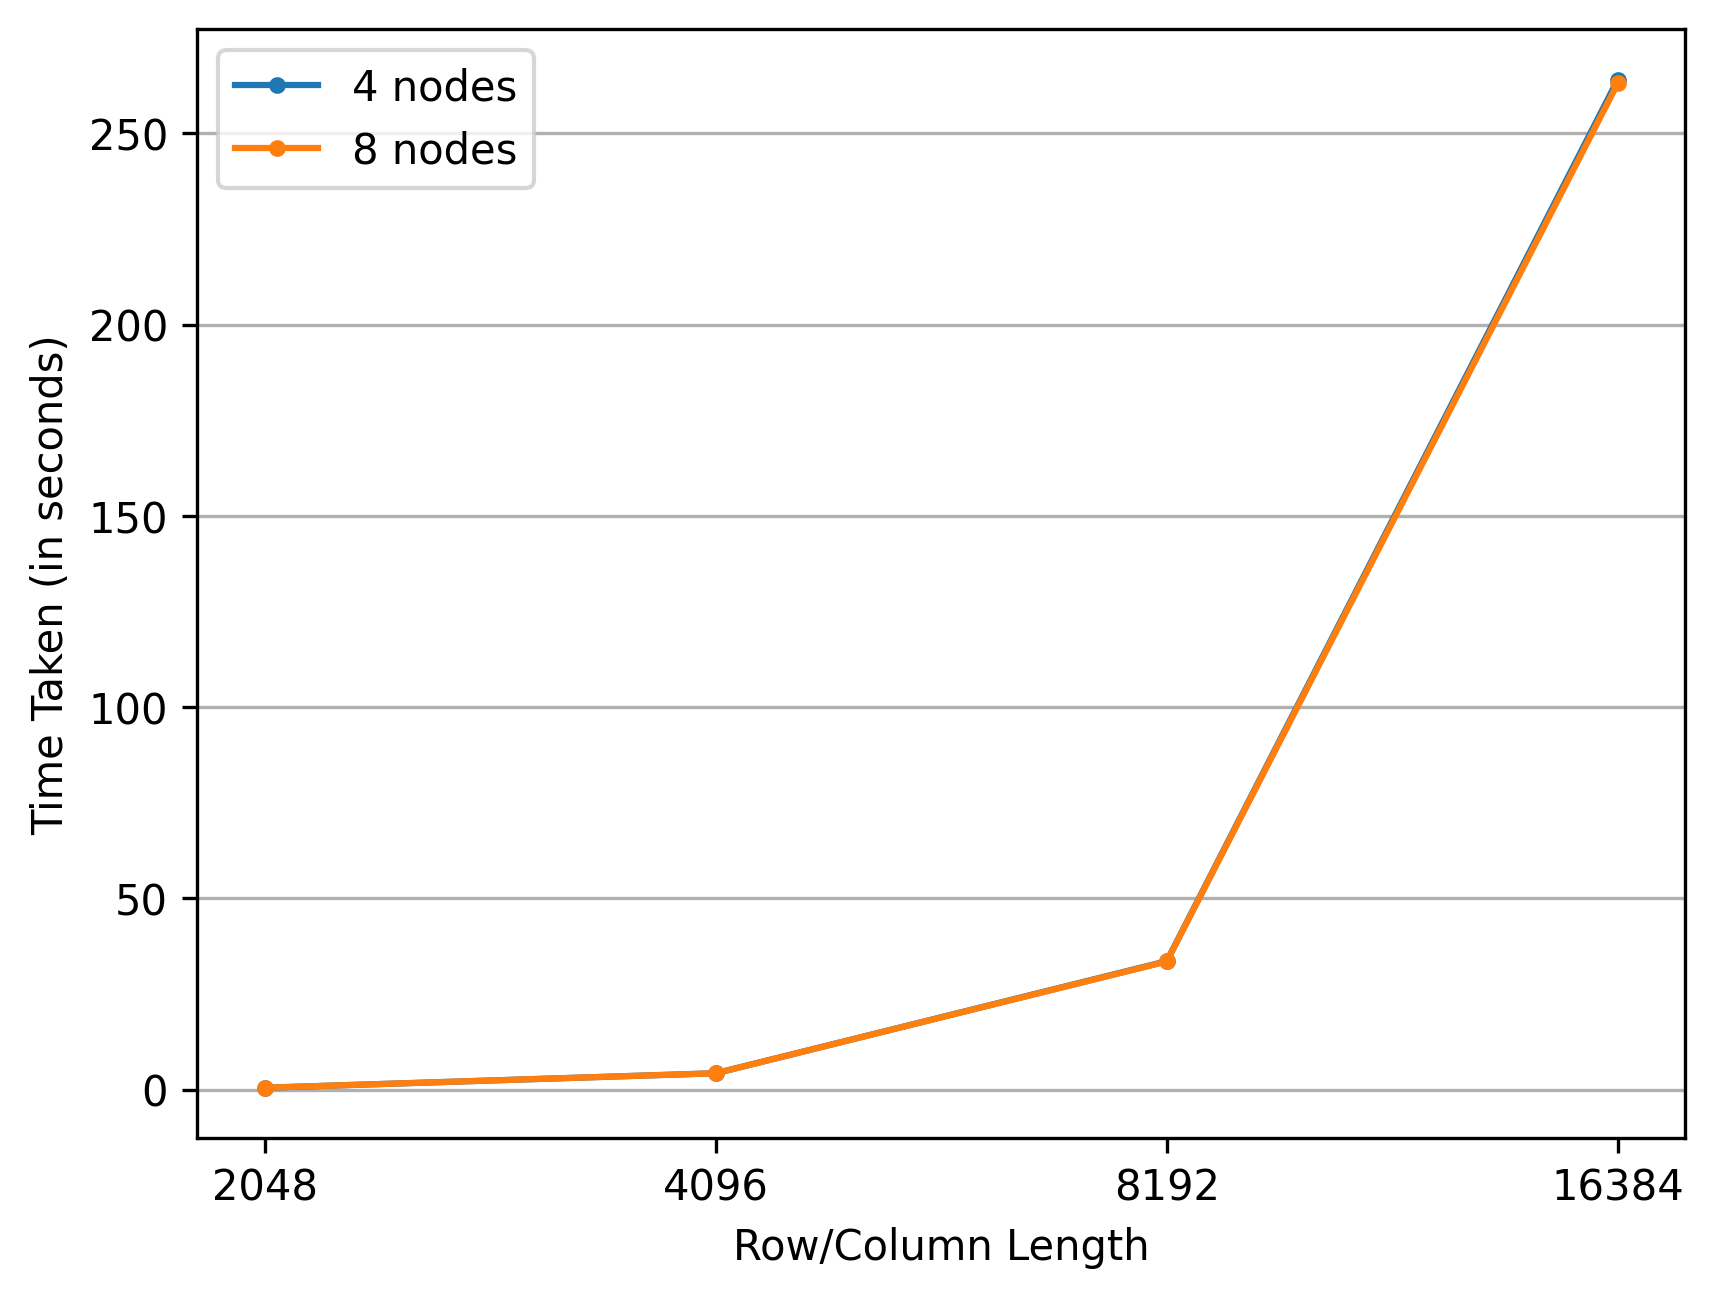 4 nodes
8 nodes
250
200
150
100
50
0
Time Taken (in seconds)
2048 4096 8192 16384
Row/Column Length